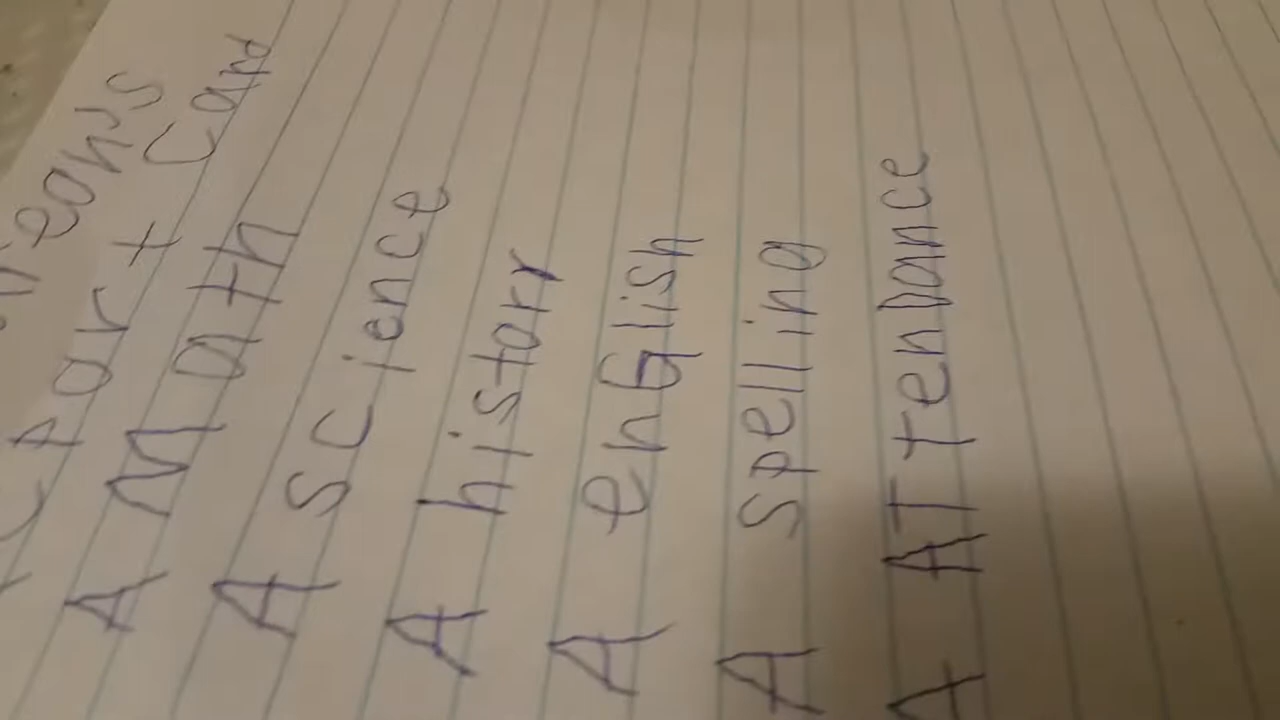 Report Card
A Math
A science
A history
A enGlish
A spelling
A ATTenDance